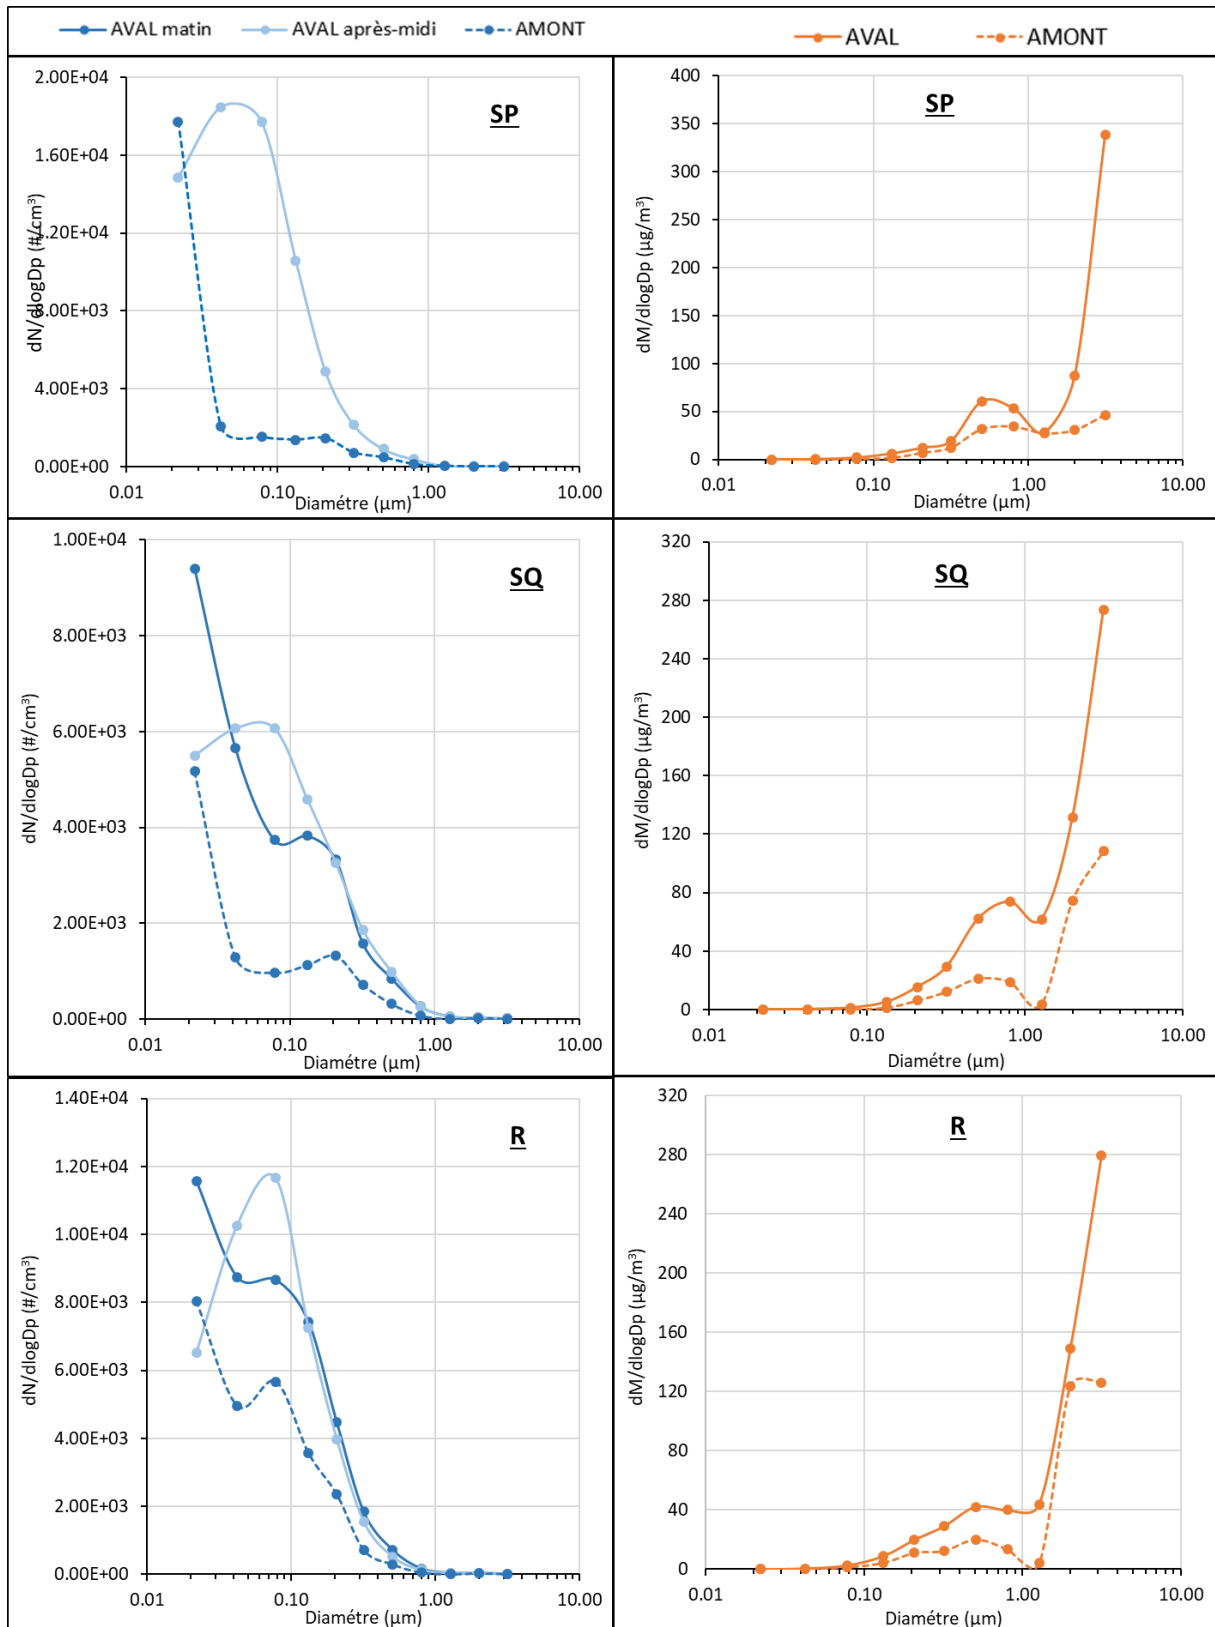 AVAL matin AVAL après-midi AMONT
AVAL AMONT
SP
dN/dlogDp (#/cm³)
2.00E+04
1.60E+04
1.20E+04
8.00E+03
4.00E+03
0.00E+00
0.01 0.10 1.00 10.00
Diamétre (µm)
SP
dM/dlogDp (µg/m³)
400
350
300
250
200
150
100
50
0
0.01 0.10 1.00 10.00
Diamétre (µm)
SQ
dN/dlogDp (#/cm³)
1.00E+04
8.00E+03
6.00E+03
4.00E+03
2.00E+03
0.00E+00
0.01 0.10 1.00 10.00
Diamétre (µm)
SQ
dM/dlogDp (µg/m³)
320
280
240
200
160
120
80
40
0
0.01 0.10 1.00 10.00
Diamétre (µm)
R
dN/dlogDp (#/cm³)
1.40E+04
1.20E+04
1.00E+04
8.00E+03
6.00E+03
4.00E+03
2.00E+03
0.00E+00
0.01 0.10 1.00 10.00
Diamétre (µm)
R
dM/dlogDp (µg/m³)
320
280
240
200
160
120
80
40
0
0.01 0.10 1.00 10.00
Diamétre (µm)